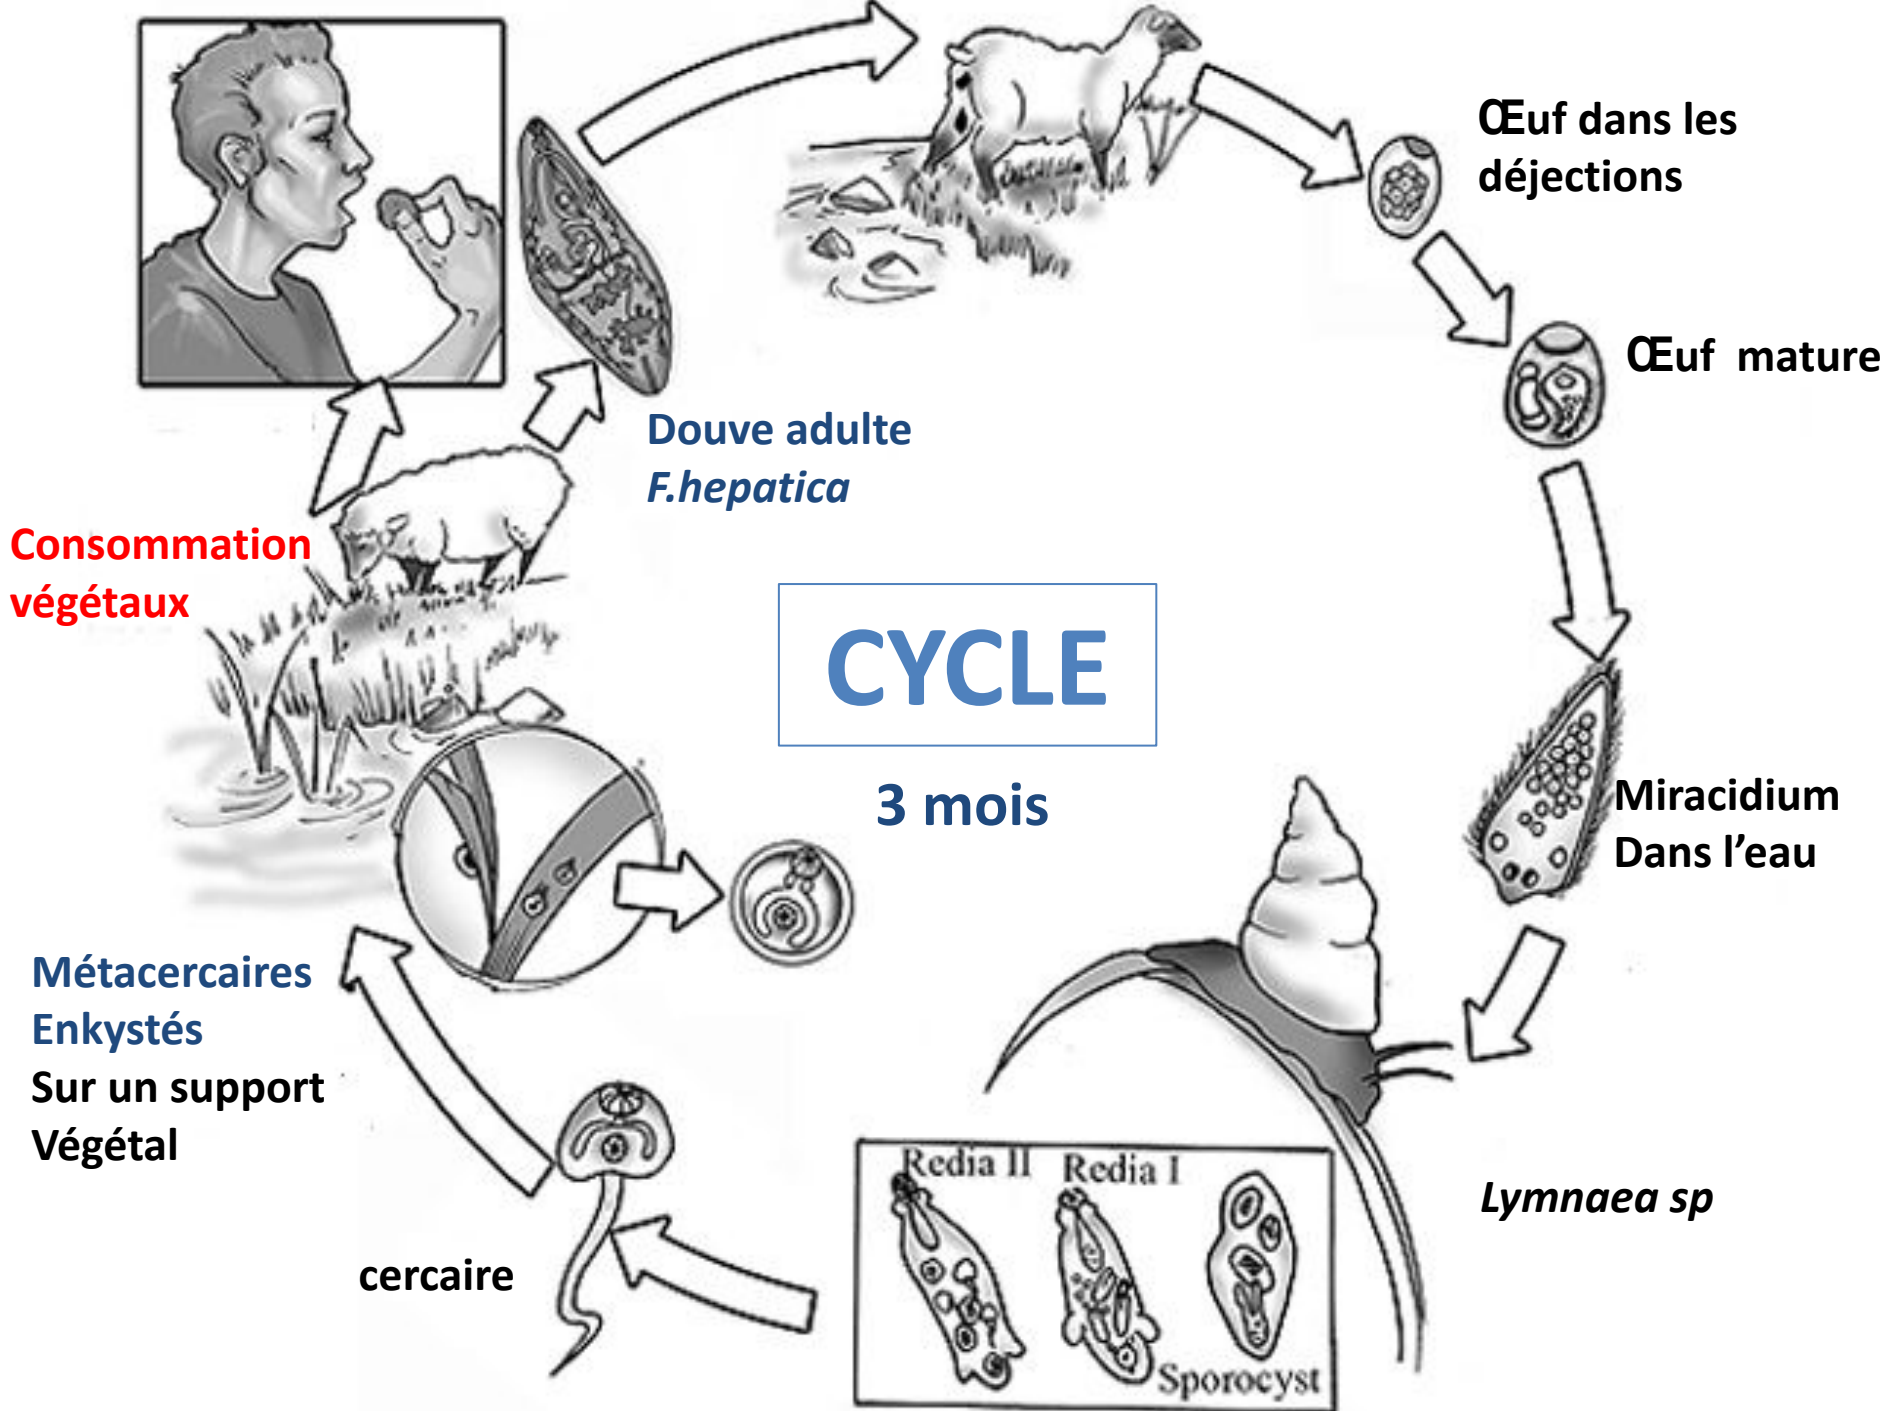 Œuf dans les
déjections
Œuf mature
Douve adulte
F.hepatica
Consommation
végétaux
CYCLE
3 mois
Miracidium
Dans l’eau
Métacercaires
Enkystés
Sur un support
Végétal
Redia II
Redia I
Sporocyst
Lymnaea sp
cercaire